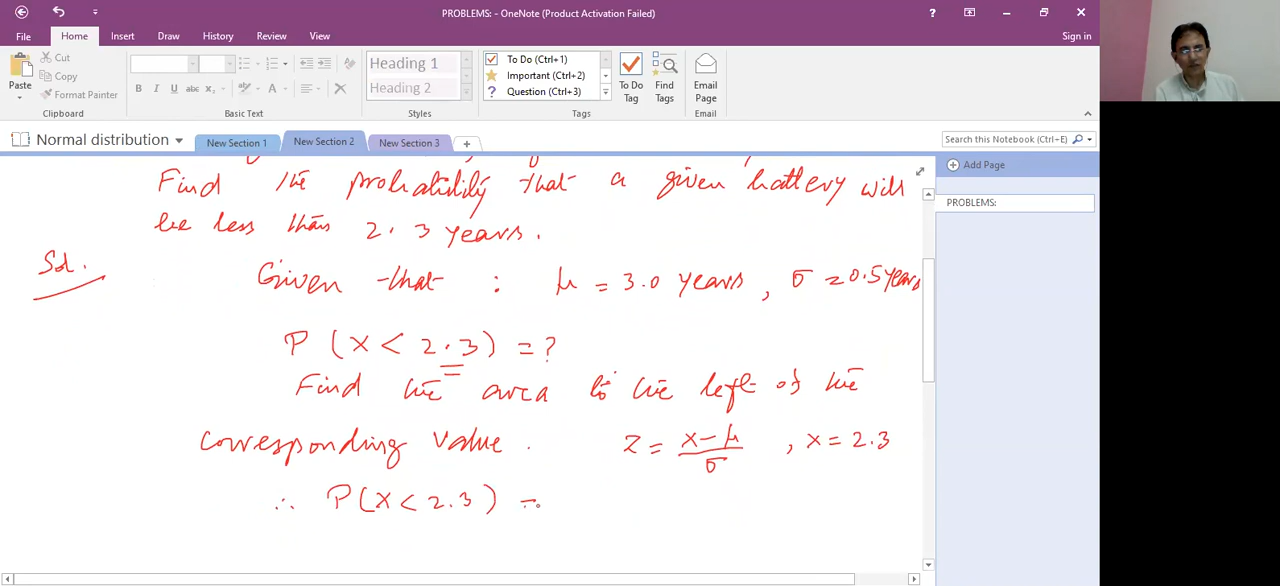 PROBLEMS: - OneNote (Product Activation Failed)
File Home Insert Draw History Review View Sign in
Paste
Cut
Copy
Format Painter
Clipboard
B I U abc
Basic Text
Heading 1
Heading 2
Styles
To Do (Ctrl+1)
Important (Ctrl+2)
Question (Ctrl+3)
To Do Tag
Find Tags
Tags
Email Page
Email
Normal distribution New Section 1 New Section 2 New Section 3
Search this Notebook (Ctrl+E)
Add Page
PROBLEMS:
Find the probability that a given battery will
be less than 2.3 years.
Sol.
Given that : μ = 3.0 years, σ = 0.5 years
P(X < 2.3) = ?
Find the area to the left of the
corresponding value. z = x-μ/σ , x = 2.3
∴ P(X < 2.3) =